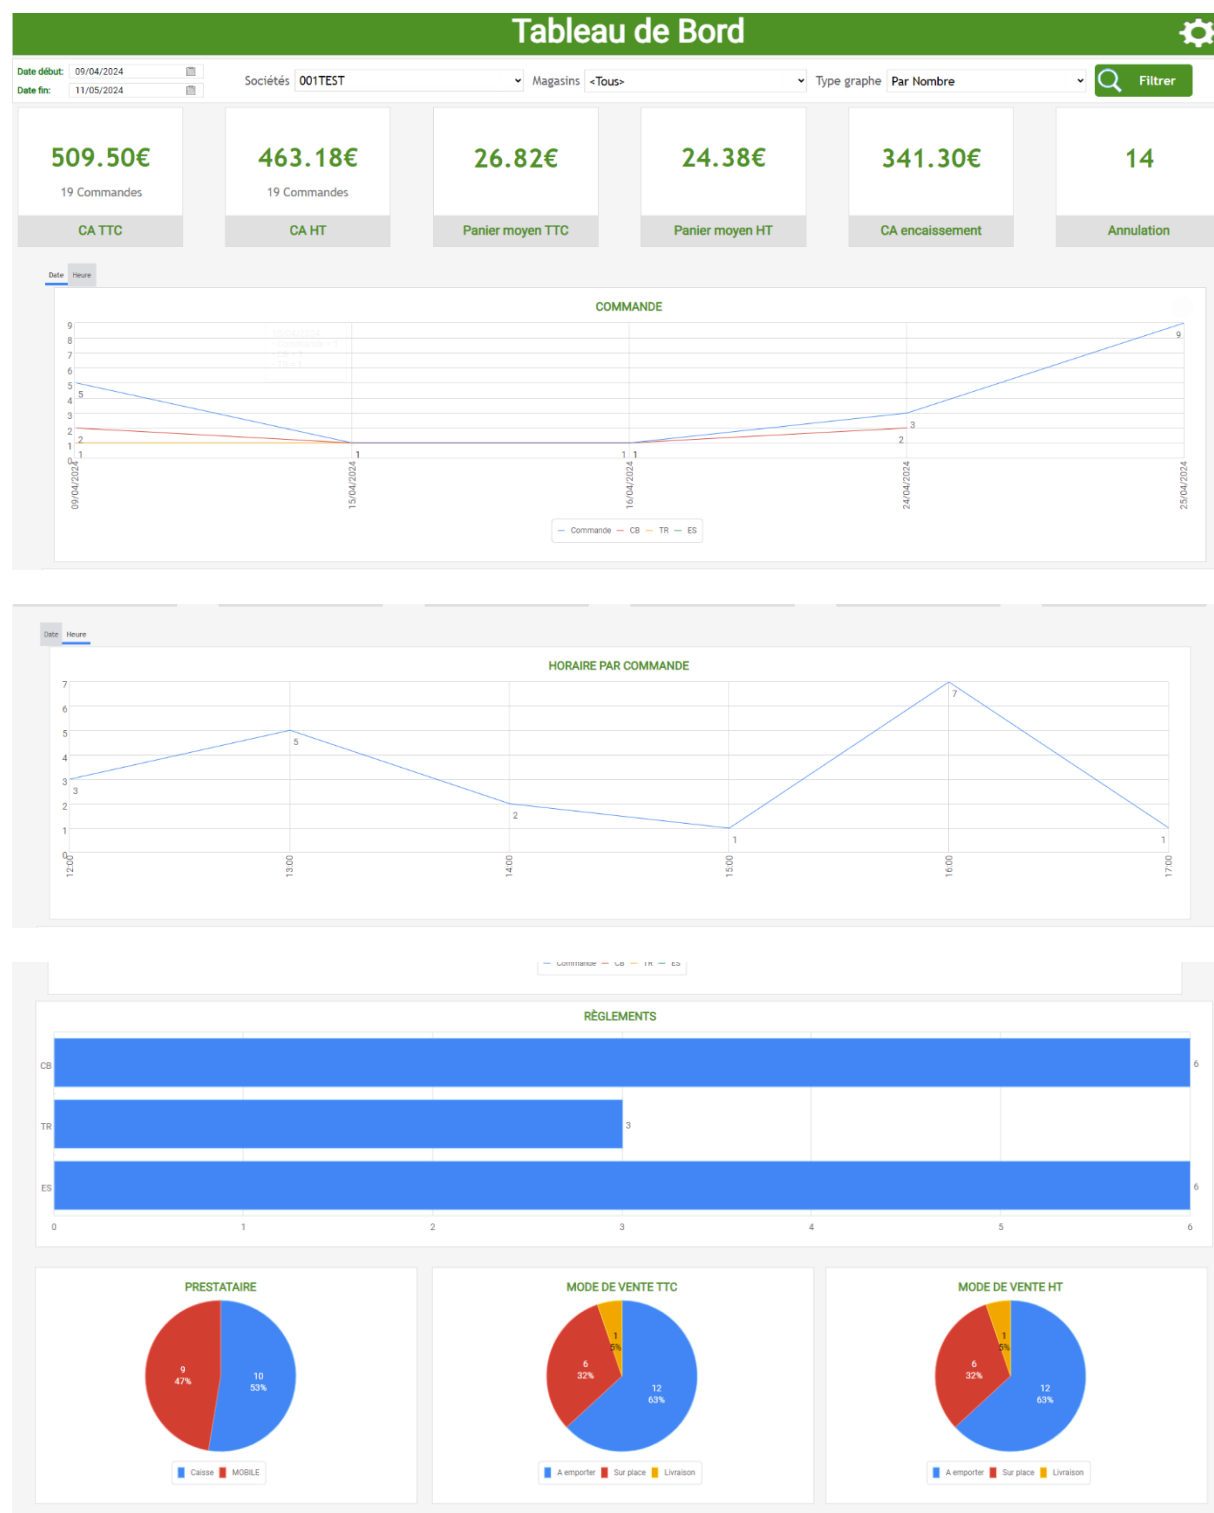 Tableau de Bord
Date début: 09/04/2024
Date fin: 11/05/2024
Sociétés 001TEST
Magasins <Tous>
Type graphe Par Nombre
Filtrer
509.50€
19 Commandes
CA TTC
463.18€
19 Commandes
CA HT
26.82€
Panier moyen TTC
24.38€
Panier moyen HT
341.30€
CA encaissement
14
Annulation
Date Heure
COMMANDE
9
8
7
6
5
4
3
2
1
0
5
2
1
1
1 1
3
2
9
09/04/2024
15/04/2024
16/04/2024
24/04/2024
25/04/2024
Commande CB TR ES
Date Heure
HORAIRE PAR COMMANDE
7
6
5
4
3
2
1
0
3
5
2
1
7
1
12:00
13:00
14:00
15:00
16:00
17:00
Commande CB TR ES
RÈGLEMENTS
CB 6
TR 3
ES 6
0 1 2 3 4 5 6
PRESTATAIRE
9
47%
10
53%
Caisse MOBILE
MODE DE VENTE TTC
1
5%
6
32%
12
63%
A emporter Sur place Livraison
MODE DE VENTE HT
1
5%
6
32%
12
63%
A emporter Sur place Livraison